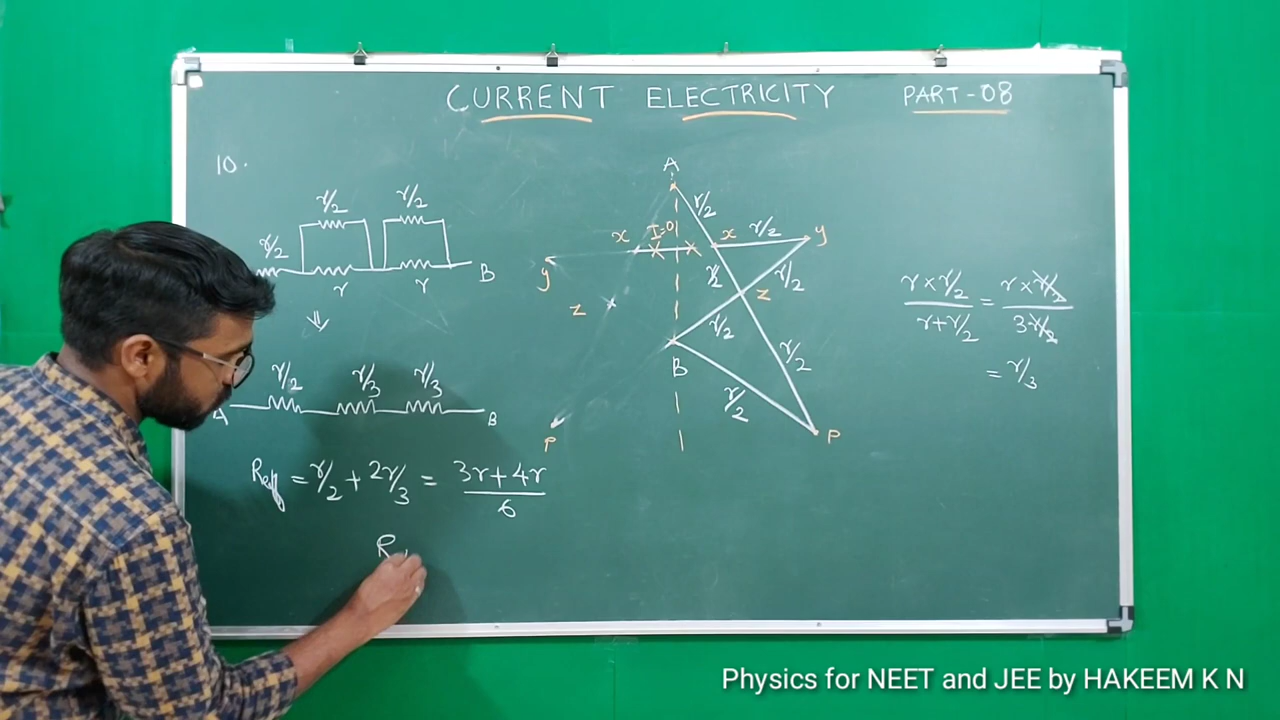 CURRENT ELECTRICITY PART-08
10.
r/2 r/2
r/2
B
r r
⇓
r/2 r/3 r/3
A B
Req = r/2 + 2r/3 = 3r+4r/6
R
A
r/2
x I=0 x r/2 y
y r/2 r/2
z z
r/2
B r/2
r/2
P P
r×r/2 / r+r/2 = r×r/2 / 3r/2
= r/3
Physics for NEET and JEE by HAKEEM K N